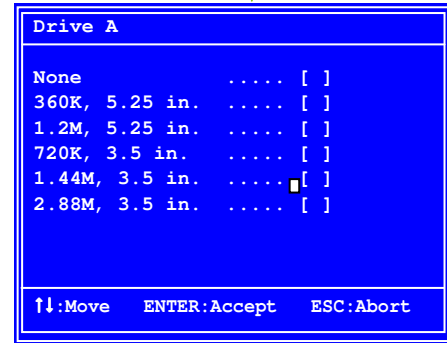 Drive A
None ..... [ ]
360K, 5.25 in. ..... [ ]
1.2M, 5.25 in. ..... [ ]
720K, 3.5 in. ..... [ ]
1.44M, 3.5 in. ..... [ ]
2.88M, 3.5 in. ..... [ ]
↑↓:Move ENTER:Accept ESC:Abort